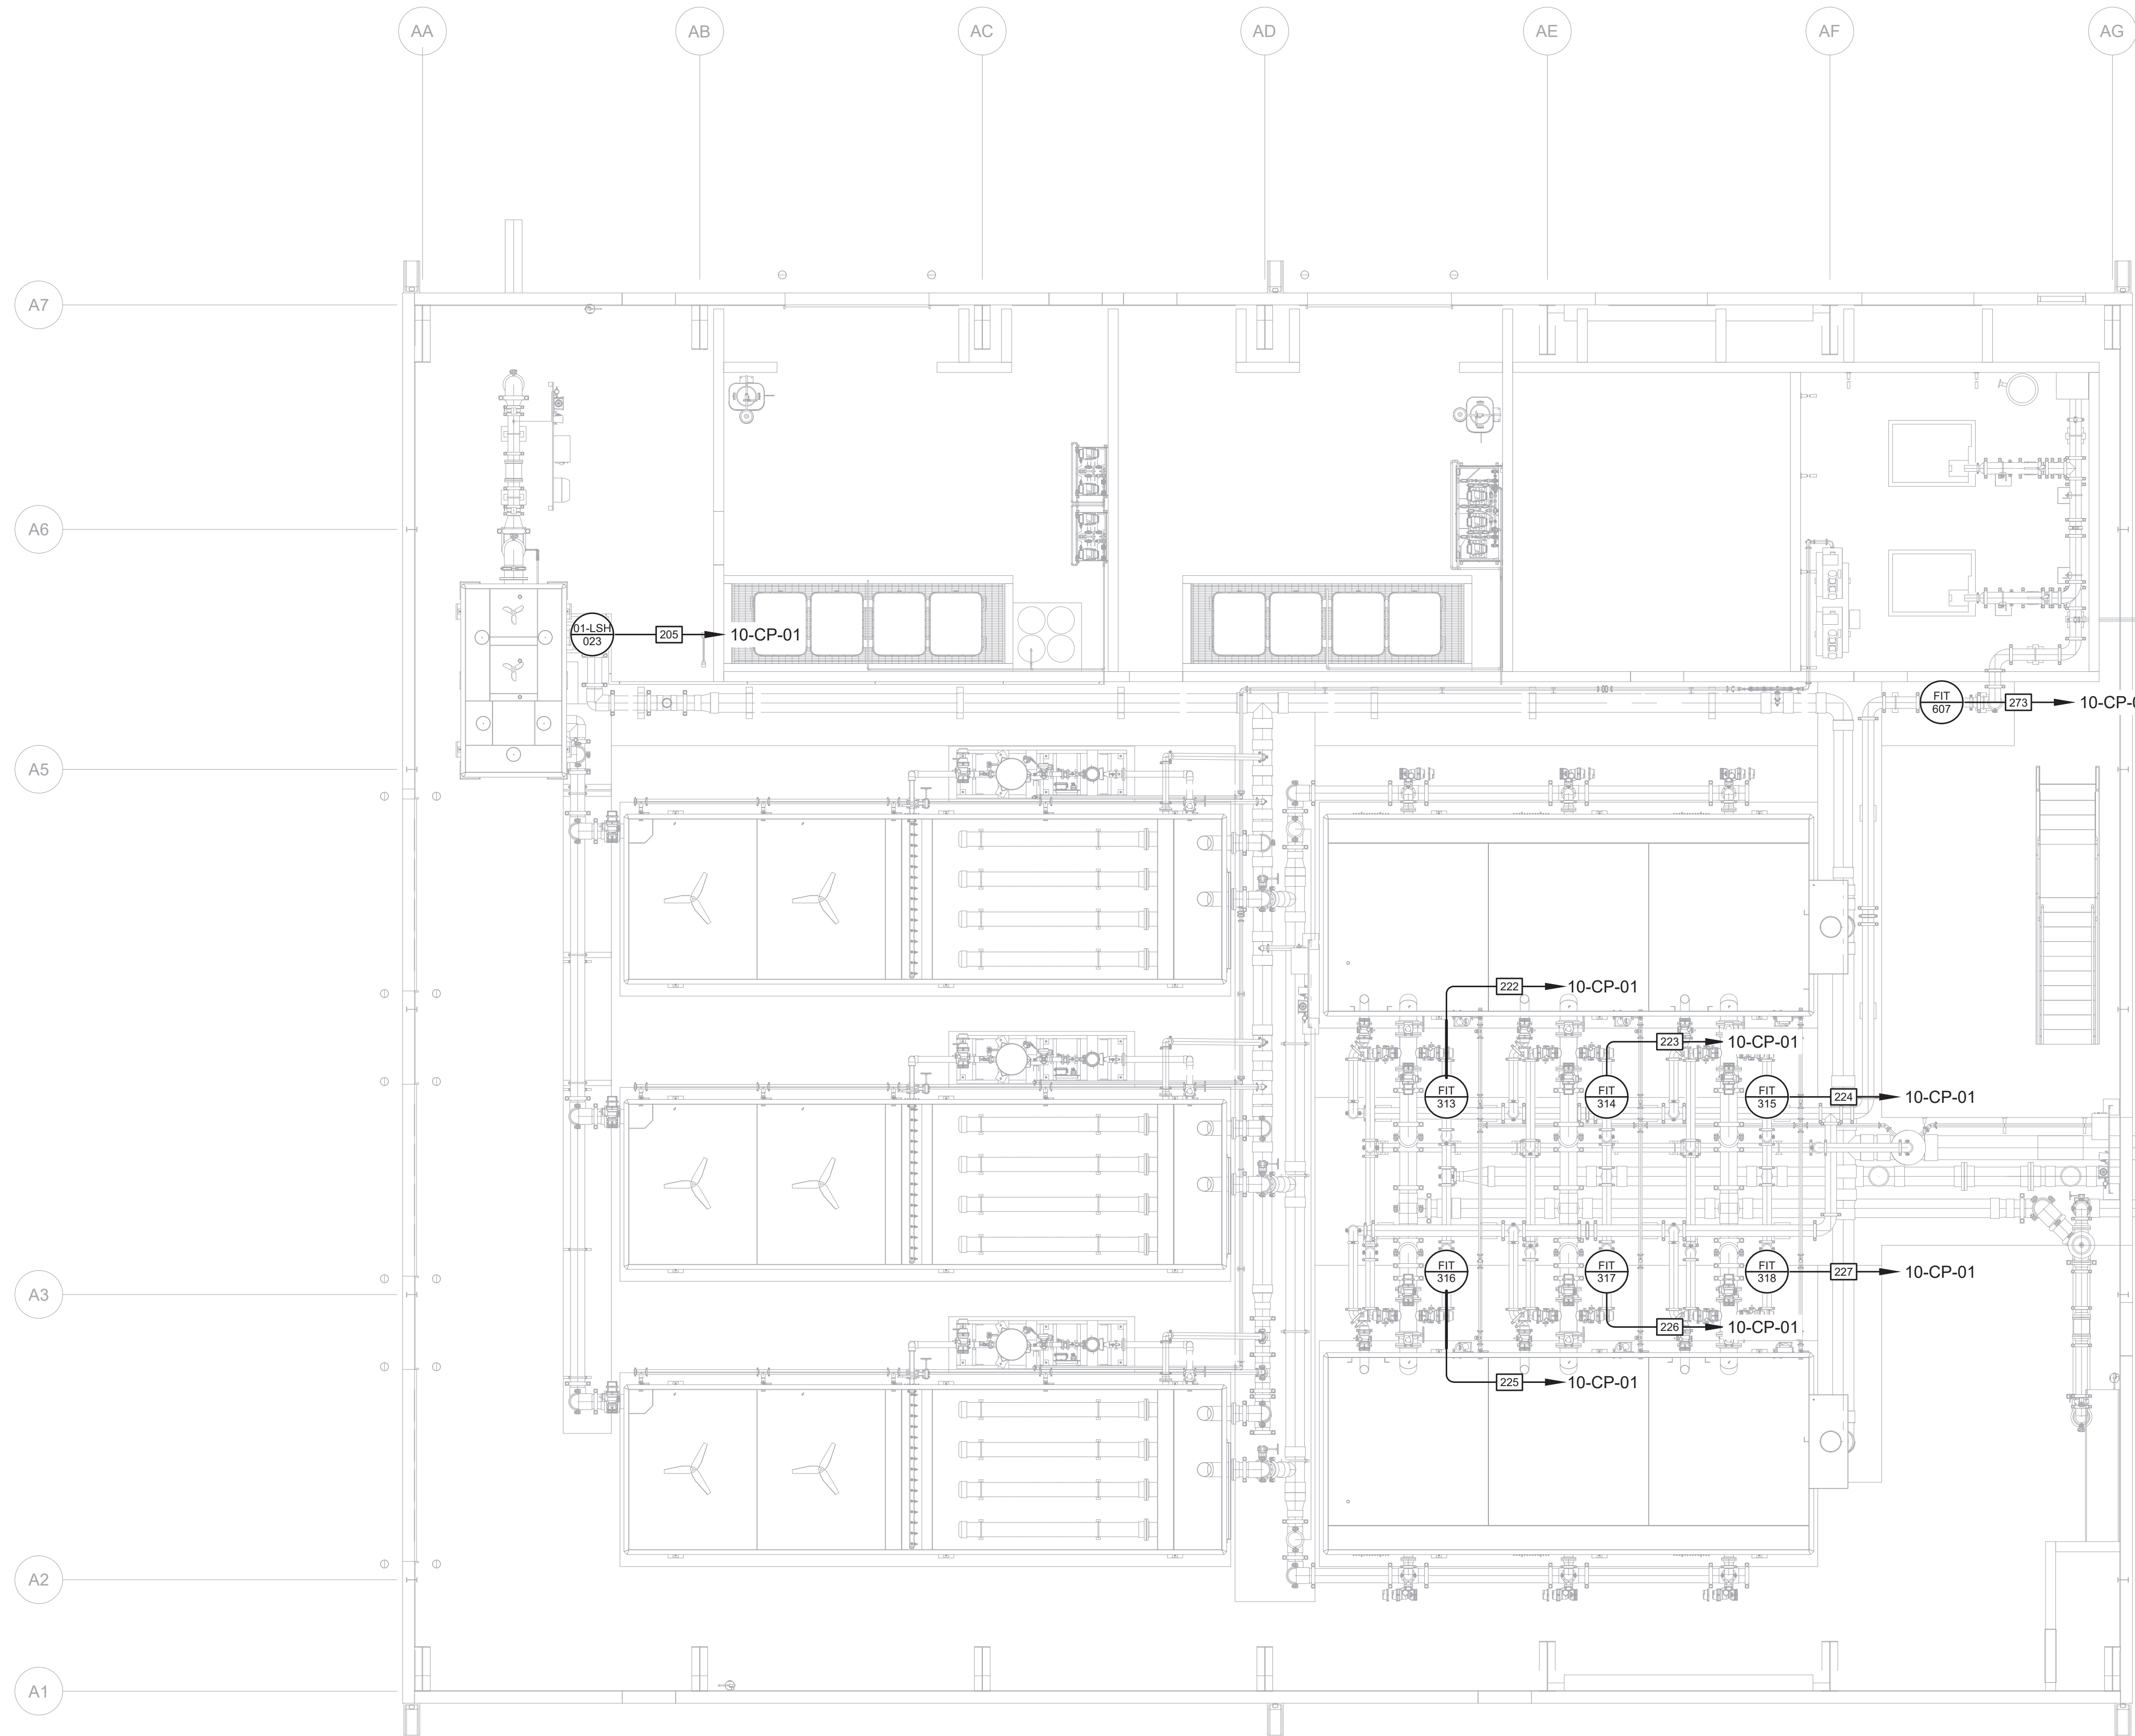 AA
AB
AC
AD
AE
AF
AG
A7
A6
01-LSH
023
205
10-CP-01
FIT
607
273
10-CP-0
A5
222
10-CP-01
223
10-CP-01
FIT
313
FIT
314
FIT
315
224
10-CP-01
A3
FIT
316
FIT
317
FIT
318
227
10-CP-01
226
10-CP-01
225
10-CP-01
A2
A1